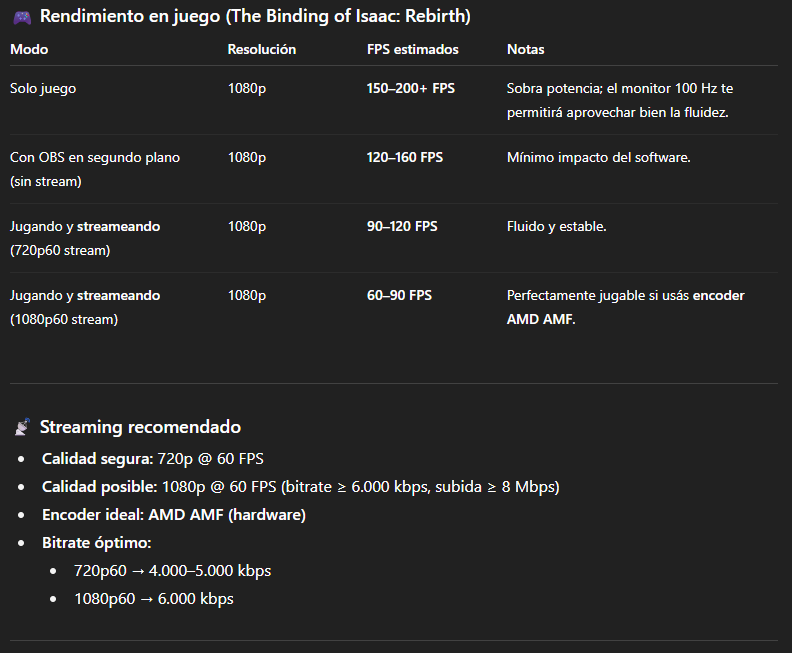 🎮 Rendimiento en juego (The Binding of Isaac: Rebirth)
Modo Resolución FPS estimados Notas
Solo juego 1080p 150–200+ FPS Sobra potencia; el monitor 100 Hz te
permitirá aprovechar bien la fluidez.
Con OBS en segundo plano 1080p 120–160 FPS Mínimo impacto del software.
(sin stream)
Jugando y streameando 1080p 90–120 FPS Fluido y estable.
(720p60 stream)
Jugando y streameando 1080p 60–90 FPS Perfectamente jugable si usás encoder
(1080p60 stream) AMD AMF.
📡 Streaming recomendado
• Calidad segura: 720p @ 60 FPS
• Calidad posible: 1080p @ 60 FPS (bitrate ≥ 6.000 kbps, subida ≥ 8 Mbps)
• Encoder ideal: AMD AMF (hardware)
• Bitrate óptimo:
• 720p60 → 4.000–5.000 kbps
• 1080p60 → 6.000 kbps